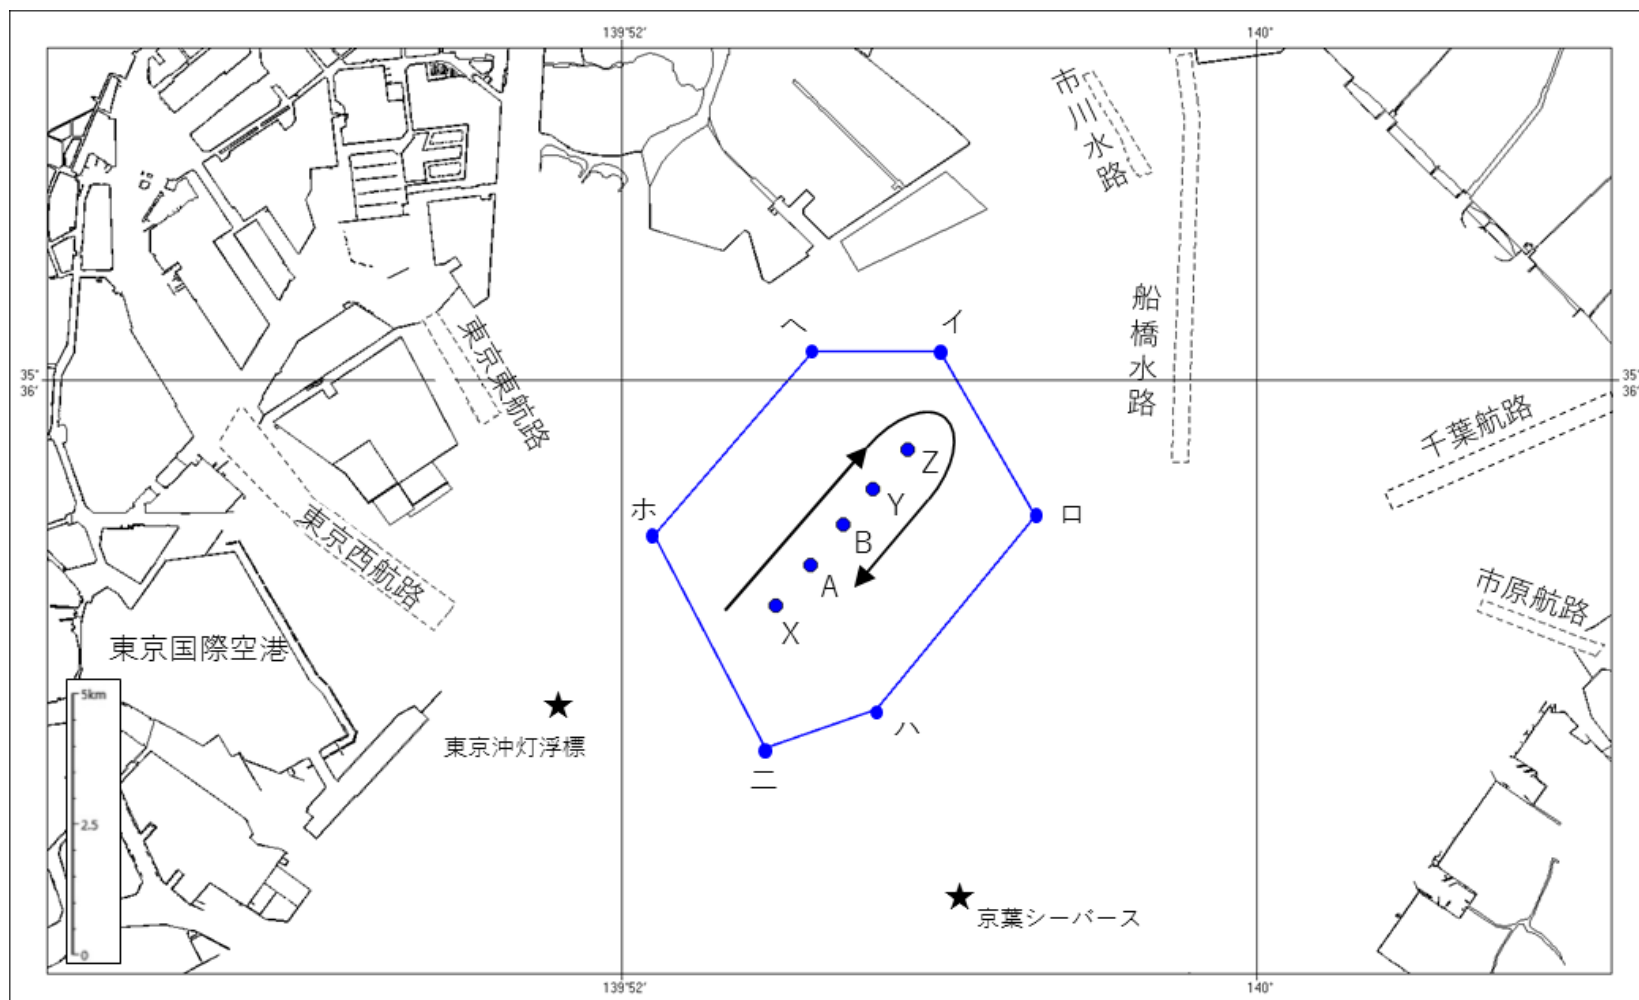 139°52′
140°
市川水路
船橋水路
ヘ
イ
東京東航路
35°
36′
35°
36′
千葉航路
Z
Y
ホ
ロ
B
東京西航路
A
市原航路
X
東京国際空港
5km
2.5
0
東京沖灯浮標
ハ
ニ
京葉シーバース
139°52′
140°